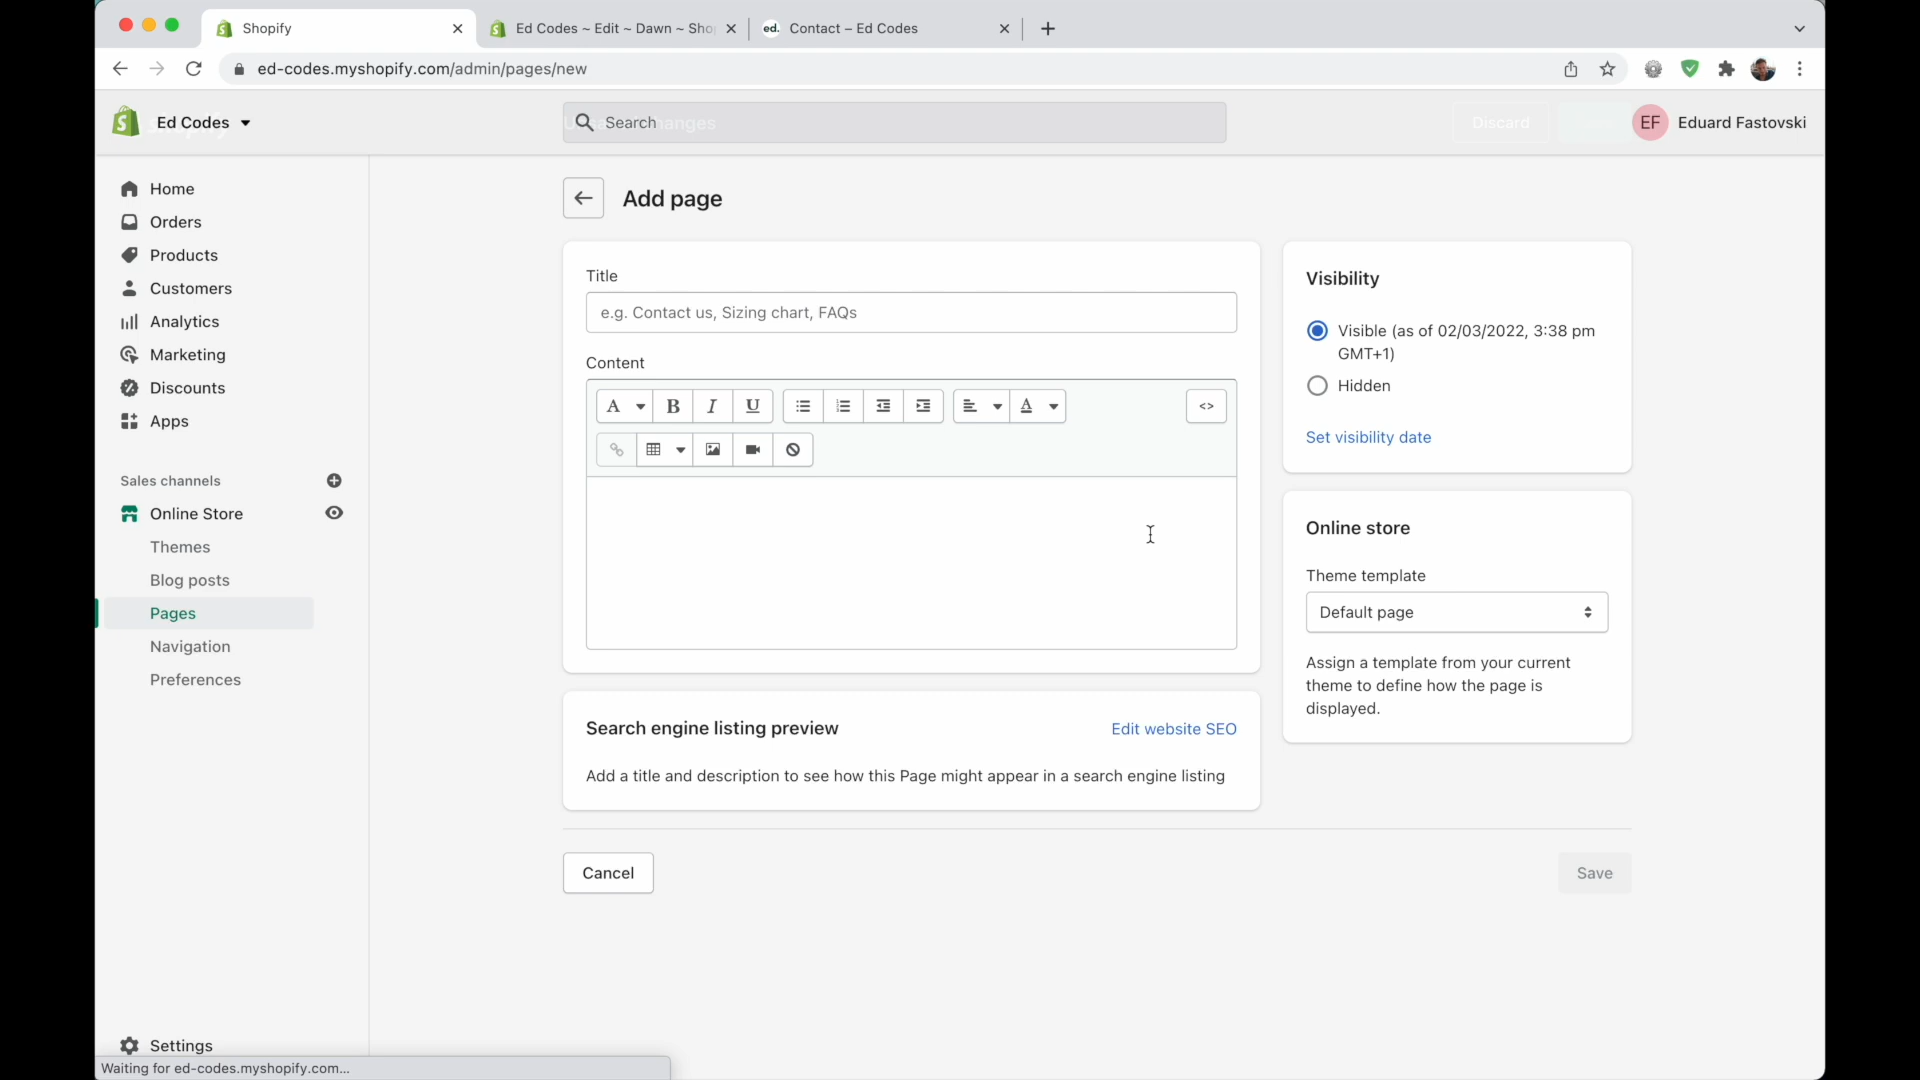 Shopify
Ed Codes ~ Edit ~ Dawn ~ Sho
ed. Contact – Ed Codes
ed-codes.myshopify.com/admin/pages/new
Ed Codes
Search
Discard
EF Eduard Fastovski
Home
Orders
Products
Customers
Analytics
Marketing
Discounts
Apps
Sales channels
Online Store
Themes
Blog posts
Pages
Navigation
Preferences
Settings
Waiting for ed-codes.myshopify.com...
Add page
Title
e.g. Contact us, Sizing chart, FAQs
Content
A B I U A <>
Search engine listing preview
Edit website SEO
Add a title and description to see how this Page might appear in a search engine listing
Cancel
Save
Visibility
Visible (as of 02/03/2022, 3:38 pm
GMT+1)
Hidden
Set visibility date
Online store
Theme template
Default page
Assign a template from your current
theme to define how the page is
displayed.